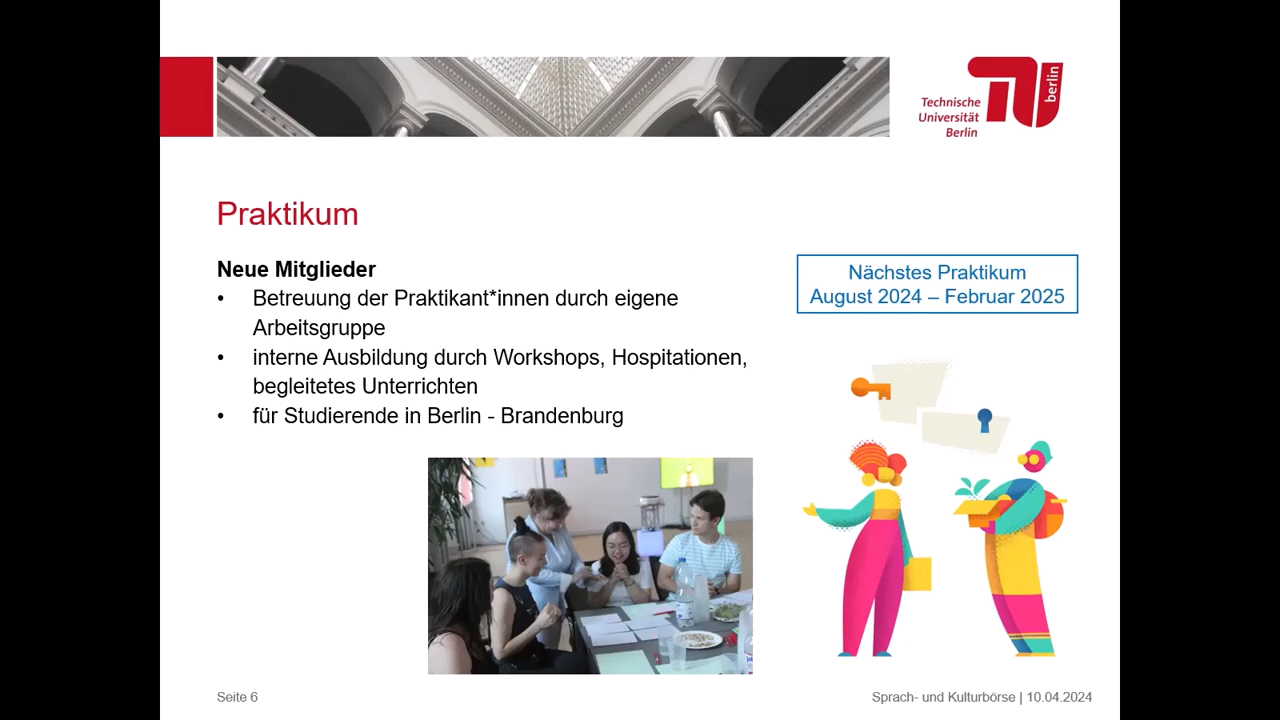 Technische
Universität
Berlin
berlin
Praktikum
Neue Mitglieder
• Betreuung der Praktikant*innen durch eigene
Arbeitsgruppe
• interne Ausbildung durch Workshops, Hospitationen,
begleitetes Unterrichten
• für Studierende in Berlin - Brandenburg
Nächstes Praktikum
August 2024 – Februar 2025
Seite 6
Sprach- und Kulturbörse | 10.04.2024